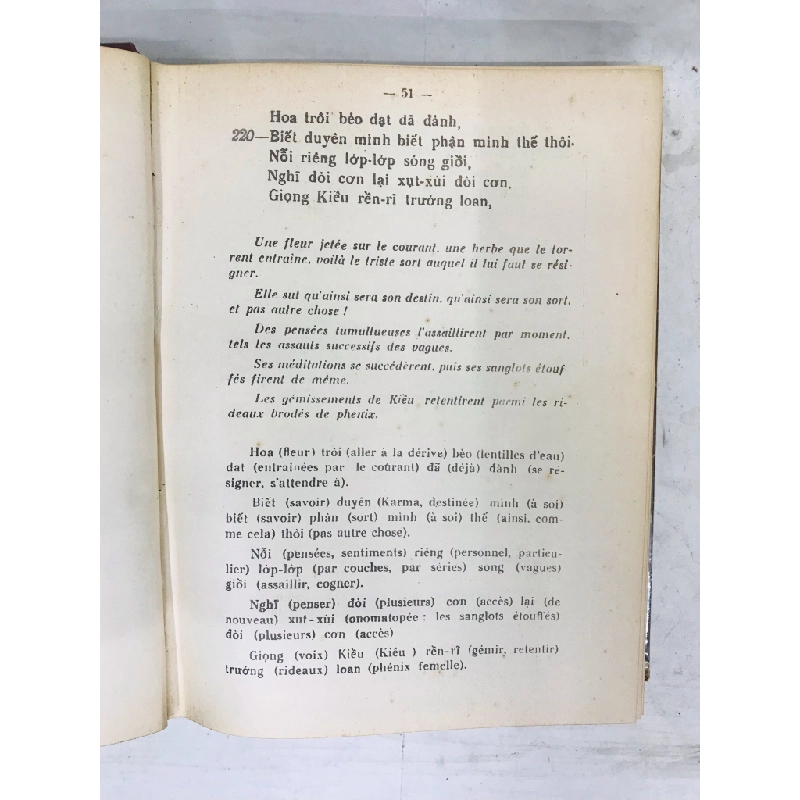 — 51 —
Hoa trôi bèo dạt đã đành,
220—Biết duyên mình biết phận mình thế thôi.
Nỗi riêng lớp-lớp sóng giồi,
Nghĩ đòi cơn lại xụt-xùi đòi cơn,
Giọng Kiều rền-rĩ trướng loan,
Une fleur jetée sur le courant, une herbe que le tor-
rent entraine, voilà le triste sort auquel il lui faut se rési-
gner.
Elle sut qu'ainsi sera son destin, qu'ainsi sera son sort,
et pas autre chose !
Des pensées tumultueuses l'assaillirent par moment,
tels les assauts successifs des vagues.
Ses méditations se succédèrent, puis ses sanglots étouf
fés firent de même.
Les gémissements de Kiều retentirent parmi les ri-
deaux brodés de phénix.
Hoa (fleur) trôi (aller à la dérive) bèo (lentilles d'eau)
dạt (entraînées par le courant) đã (déjà) đành (se ré-
signer, s'attendre à).
Biết (savoir) duyên (Karma, destinée) mình (à soi)
biết (savoir) phận (sort) mình (à soi) thế (ainsi, com-
me cela) thôi (pas autre chose).
Nỗi (pensées, sentiments) riêng (personnel, particu-
lier) lớp-lớp (par couches, par séries) song (vagues)
giồi (assaillir, cogner).
Nghĩ (penser) đòi (plusieurs) cơn (accès) lại (de
nouveau) xut-xùi (onomatopée : les sanglots étouffés)
đòi (plusieurs) cơn (accès)
Giọng (voix) Kiều (Kiều ) rền-rĩ (gémir, retentir)
trướng (rideaux) loan (phénix femelle).